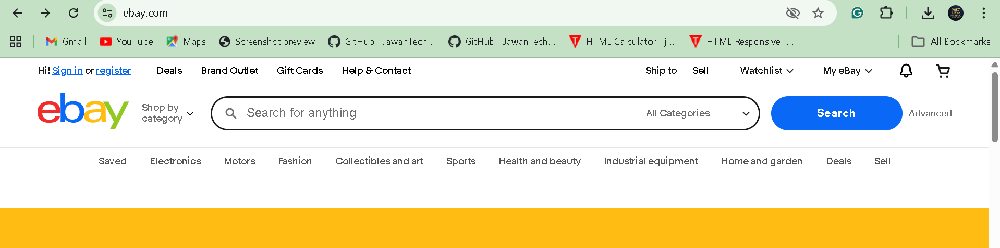 ebay.com
Gmail YouTube Maps Screenshot preview GitHub - JawanTech... GitHub - JawanTech... HTML Calculator - j... HTML Responsive -... All Bookmarks
Hi! Sign in or register Deals Brand Outlet Gift Cards Help & Contact Ship to Sell Watchlist My eBay
ebay
Shop by
category
Search for anything All Categories Search Advanced
Saved Electronics Motors Fashion Collectibles and art Sports Health and beauty Industrial equipment Home and garden Deals Sell